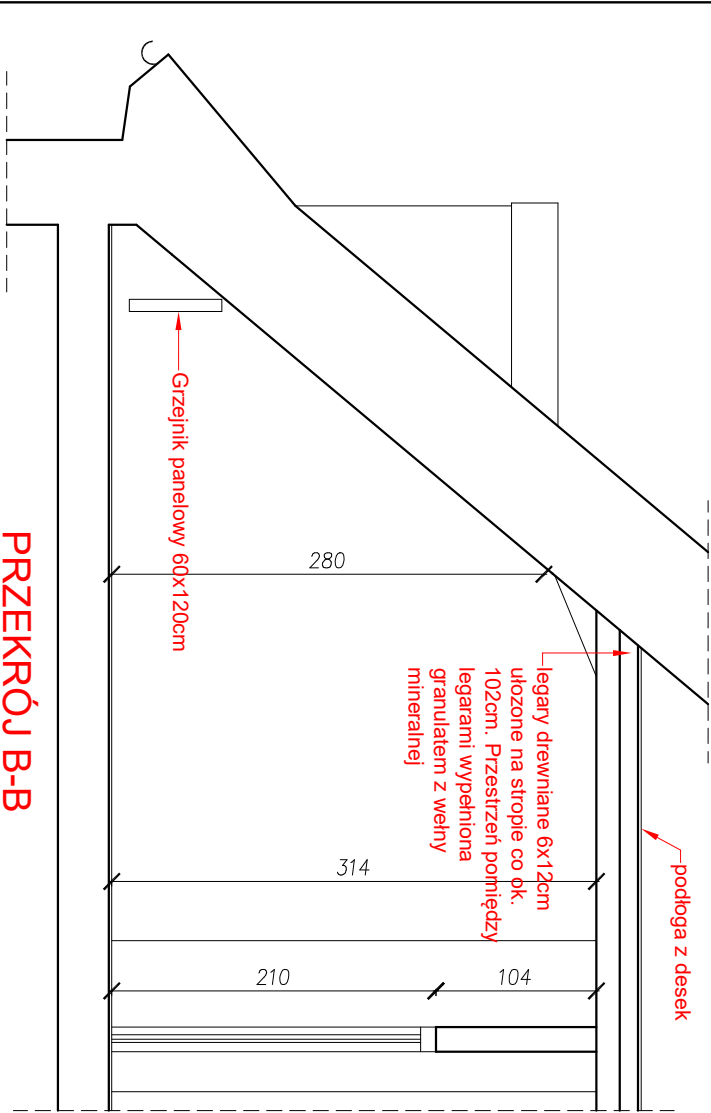 podłoga z desek
legary drewniane 6x12cm
ułozone na stropie co ok.
102cm. Przestrzeń pomiędzy
legarami wypełniona
granulatem z wełny
mineralnej
Grzejnik panelowy 60x120cm
280
314
210
104
PRZEKRÓJ B-B